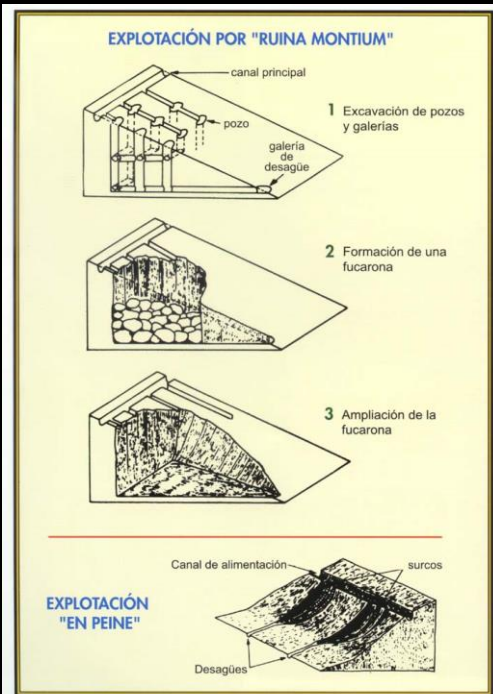 EXPLOTACIÓN POR "RUINA MONTIUM"
canal principal
pozo
galería
de
desagüe
1 Excavación de pozos
y galerías
2 Formación de una
fucarona
3 Ampliación de la
fucarona
Canal de alimentación
surcos
EXPLOTACIÓN
"EN PEINE"
Desagües